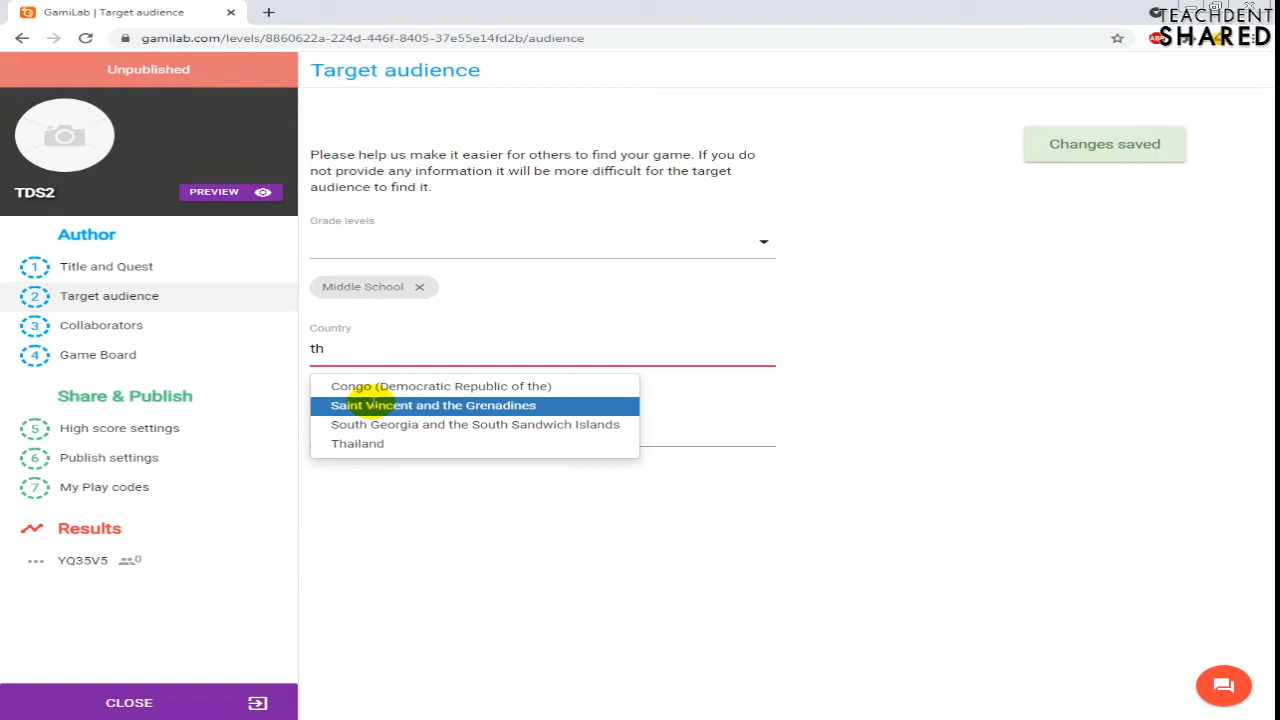 GamiLab | Target audience
TEACHDENT
SHARED
gamilab.com/levels/8860622a-224d-446f-8405-37e55e14fd2b/audience
Unpublished
Target audience
Changes saved
Please help us make it easier for others to find your game. If you do
not provide any information it will be more difficult for the target
audience to find it.
TDS2
PREVIEW
Grade levels
Author
1 Title and Quest
2 Target audience
3 Collaborators
4 Game Board
Middle School
Country
th
Congo (Democratic Republic of the)
Saint Vincent and the Grenadines
South Georgia and the South Sandwich Islands
Thailand
Share & Publish
5 High score settings
6 Publish settings
7 My Play codes
Results
YQ35V5 0
CLOSE